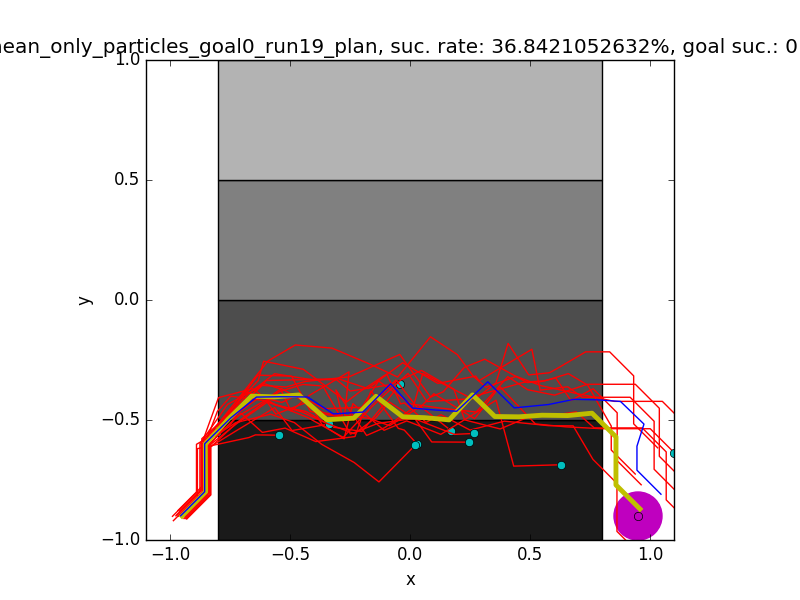 mean_only_particles_goal0_run19_plan, suc. rate: 36.8421052632%, goal suc.: 0
1.0
0.5
0.0
−0.5
−1.0
y
−1.0 −0.5 0.0 0.5 1.0
x